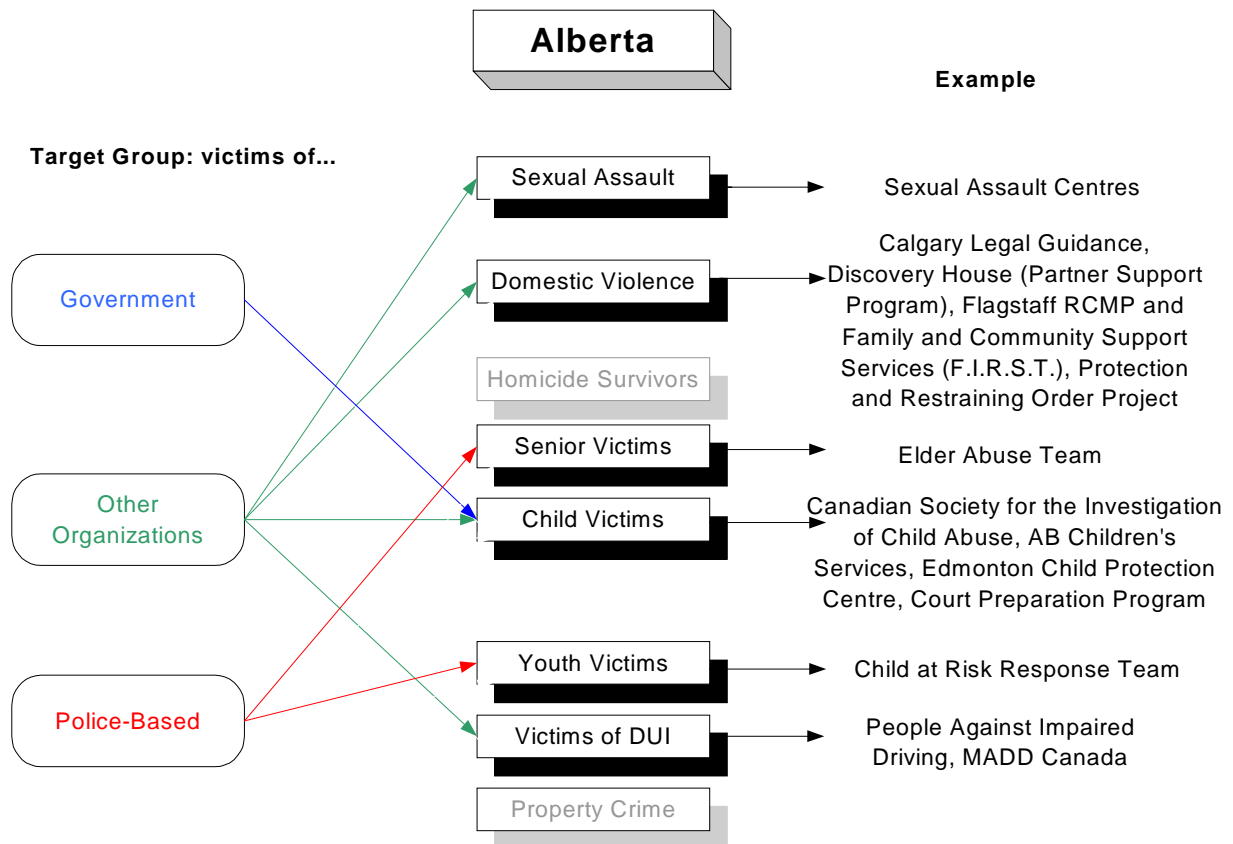 Alberta
Example
Target Group: victims of...
Sexual Assault
Sexual Assault Centres
Government
Domestic Violence
Calgary Legal Guidance,
Discovery House (Partner Support
Program), Flagstaff RCMP and
Family and Community Support
Services (F.I.R.S.T.), Protection
and Restraining Order Project
Homicide Survivors
Senior Victims
Elder Abuse Team
Other
Organizations
Child Victims
Canadian Society for the Investigation
of Child Abuse, AB Children's
Services, Edmonton Child Protection
Centre, Court Preparation Program
Youth Victims
Child at Risk Response Team
Police-Based
Victims of DUI
People Against Impaired
Driving, MADD Canada
Property Crime